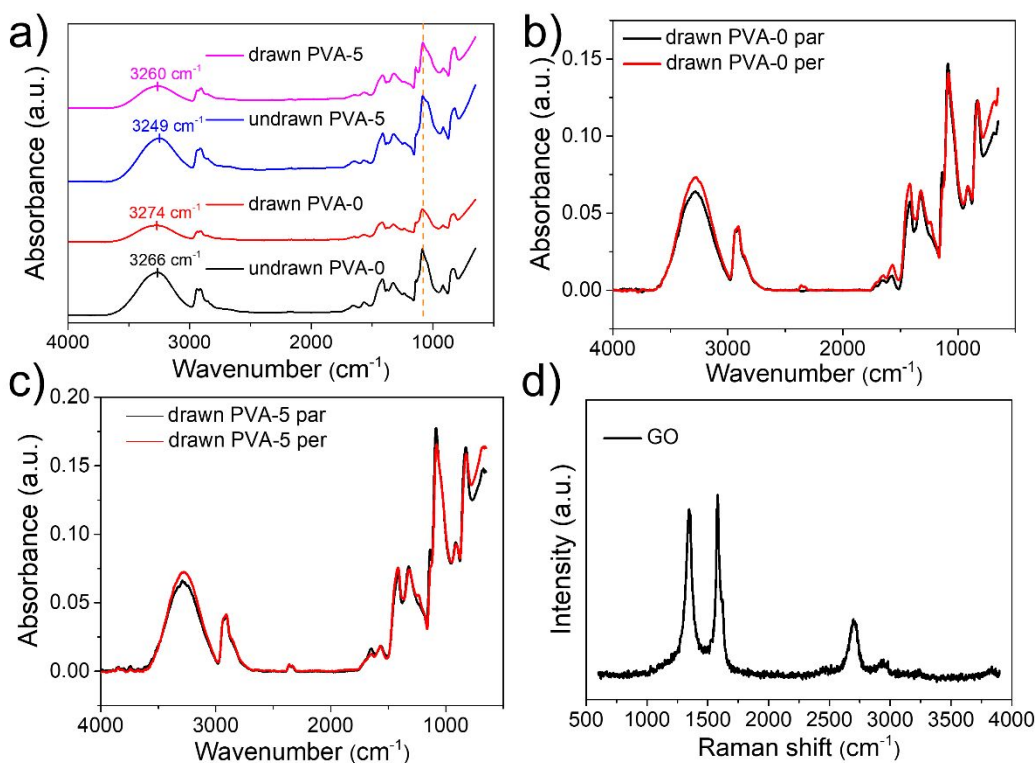 a)
drawn PVA-5
3260 cm⁻¹
undrawn PVA-5
3249 cm⁻¹
drawn PVA-0
3274 cm⁻¹
undrawn PVA-0
3266 cm⁻¹
Absorbance (a.u.)
4000 3000 2000 1000
Wavenumber (cm⁻¹)
b)
drawn PVA-0 par
drawn PVA-0 per
Absorbance (a.u.)
0.15
0.10
0.05
0.00
4000 3000 2000 1000
Wavenumber (cm⁻¹)
c)
drawn PVA-5 par
drawn PVA-5 per
Absorbance (a.u.)
0.20
0.15
0.10
0.05
0.00
4000 3000 2000 1000
Wavenumber (cm⁻¹)
d)
GO
Intensity (a.u.)
500 1000 1500 2000 2500 3000 3500 4000
Raman shift (cm⁻¹)